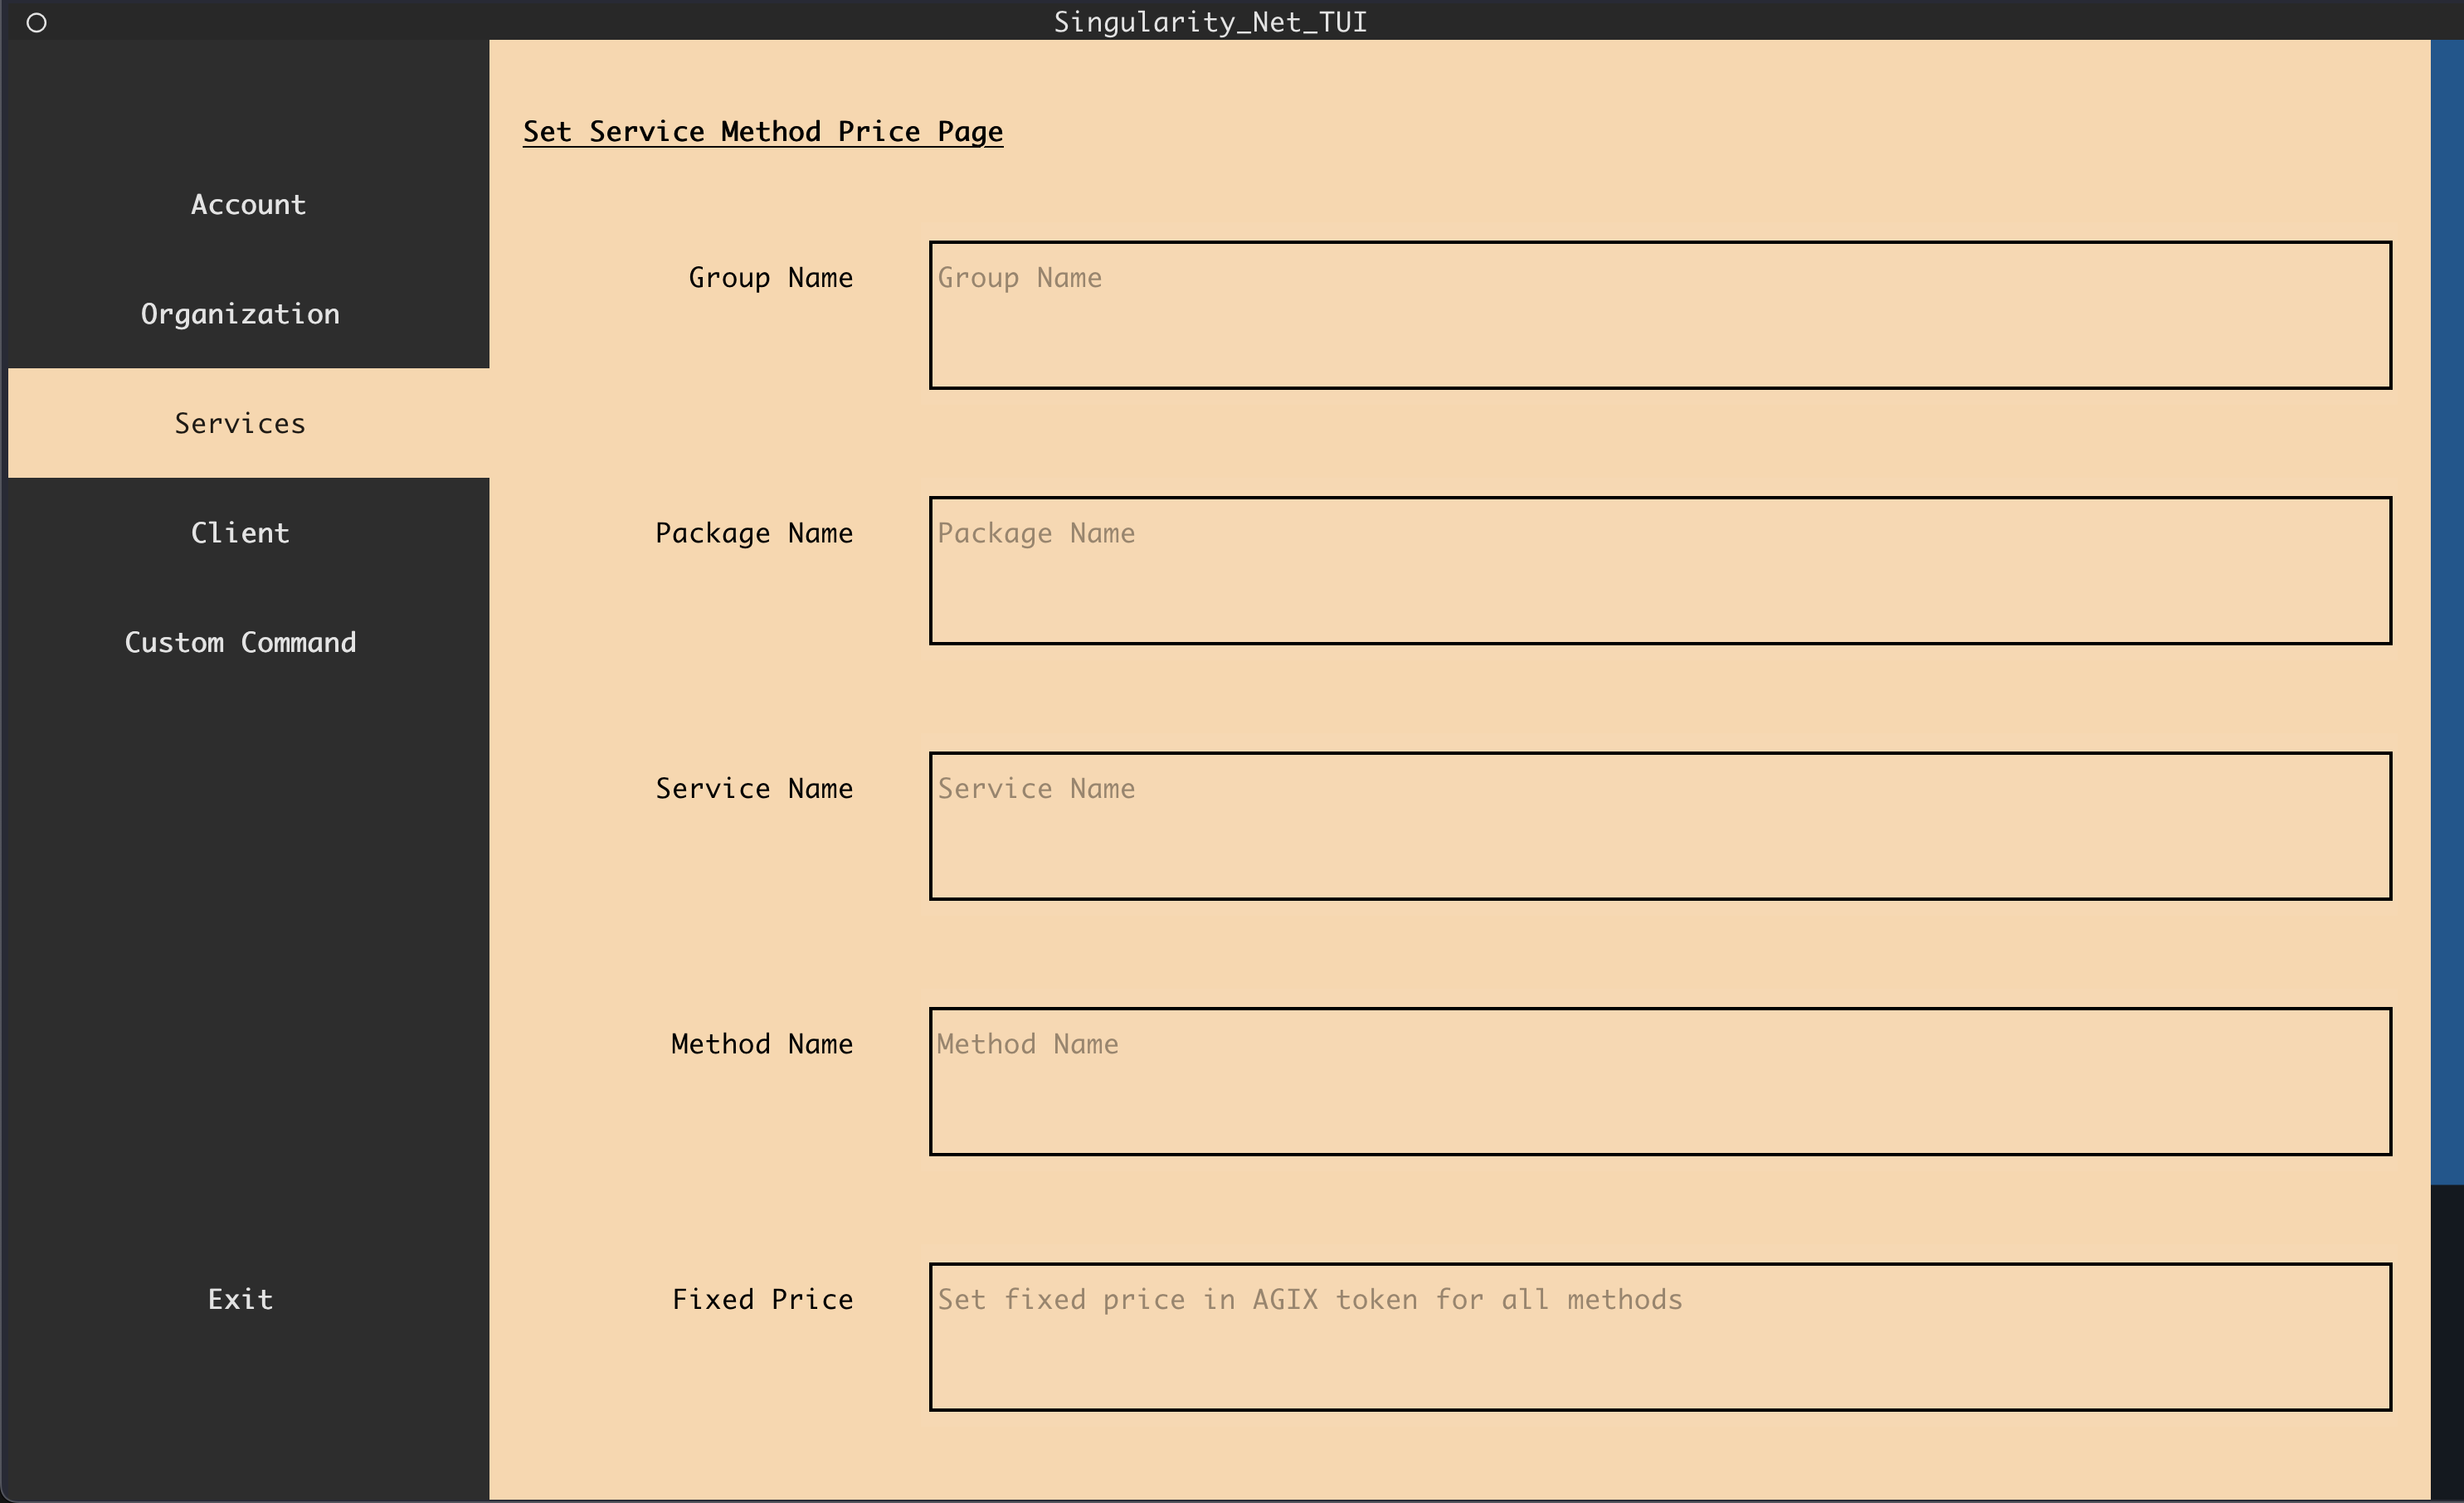 Singularity_Net_TUI
Account
Organization
Services
Client
Custom Command
Exit
Set Service Method Price Page
Group Name
Group Name
Package Name
Package Name
Service Name
Service Name
Method Name
Method Name
Fixed Price
Set fixed price in AGIX token for all methods